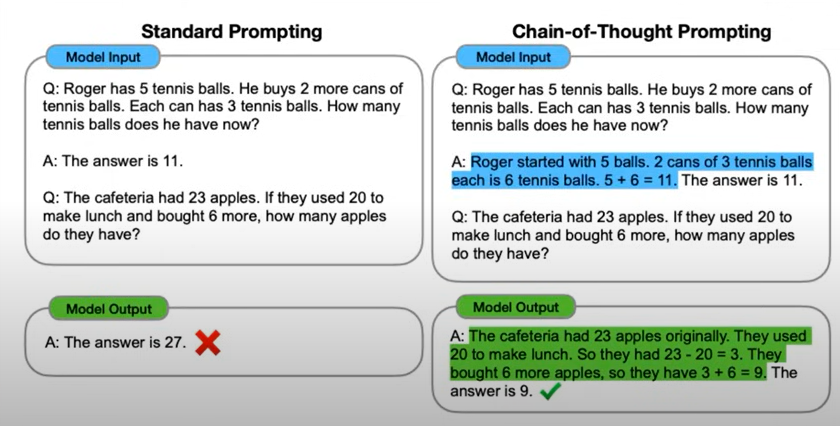 Standard Prompting
Model Input
Q: Roger has 5 tennis balls. He buys 2 more cans of
tennis balls. Each can has 3 tennis balls. How many
tennis balls does he have now?
A: The answer is 11.
Q: The cafeteria had 23 apples. If they used 20 to
make lunch and bought 6 more, how many apples
do they have?
Model Output
A: The answer is 27.
Chain-of-Thought Prompting
Model Input
Q: Roger has 5 tennis balls. He buys 2 more cans of
tennis balls. Each can has 3 tennis balls. How many
tennis balls does he have now?
A: Roger started with 5 balls. 2 cans of 3 tennis balls
each is 6 tennis balls. 5 + 6 = 11. The answer is 11.
Q: The cafeteria had 23 apples. If they used 20 to
make lunch and bought 6 more, how many apples
do they have?
Model Output
A: The cafeteria had 23 apples originally. They used
20 to make lunch. So they had 23 - 20 = 3. They
bought 6 more apples, so they have 3 + 6 = 9. The
answer is 9.